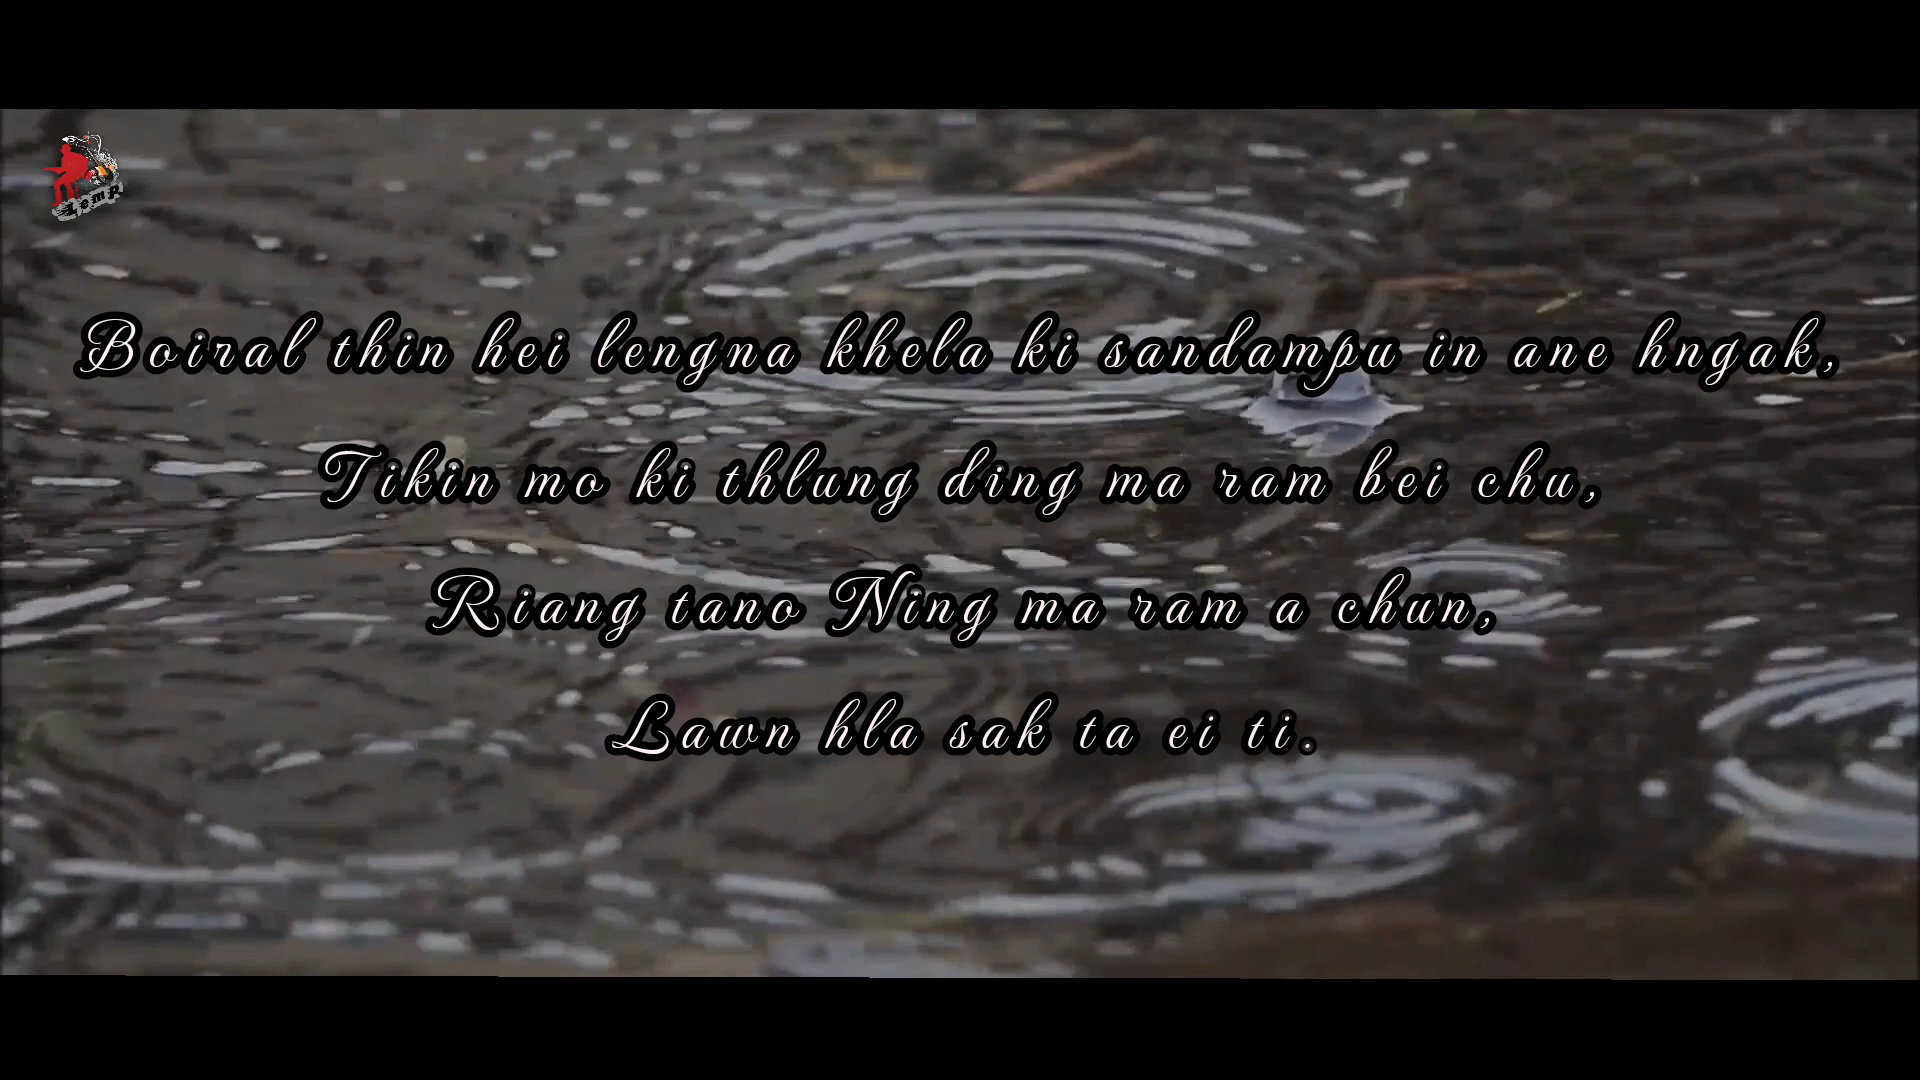 LemR
Boiral thin hei lengna khela ki sandampu in ane hngak,
Tikin mo ki thlung ding ma ram bei chu,
Riang tano Ning ma ram a chun,
Lawn hla sak ta ei ti.